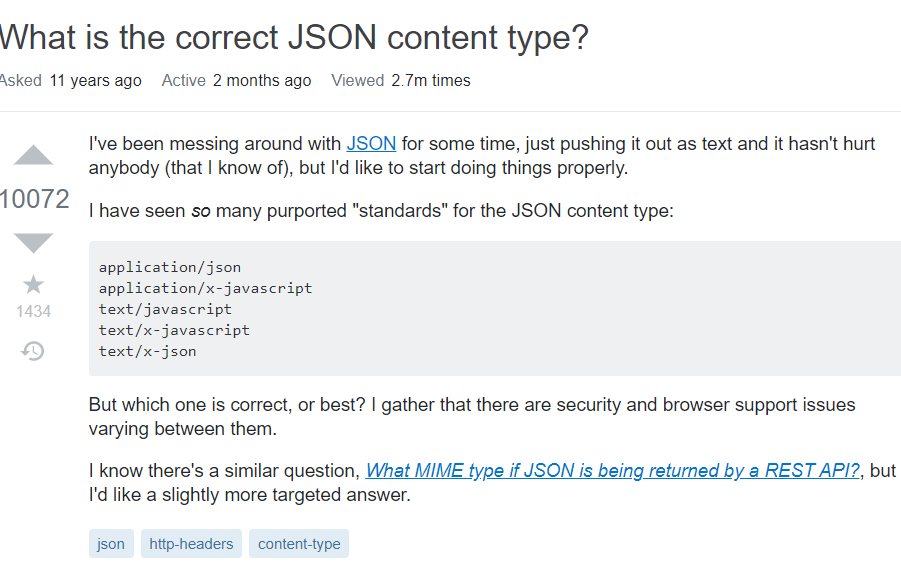 What is the correct JSON content type?
Asked 11 years ago Active 2 months ago Viewed 2.7m times
I've been messing around with JSON for some time, just pushing it out as text and it hasn't hurt
anybody (that I know of), but I'd like to start doing things properly.
10072
I have seen so many purported "standards" for the JSON content type:
application/json
application/x-javascript
text/javascript
1434
text/x-javascript
text/x-json
But which one is correct, or best? I gather that there are security and browser support issues
varying between them.
I know there's a similar question, What MIME type if JSON is being returned by a REST API?, but
I'd like a slightly more targeted answer.
json http-headers content-type